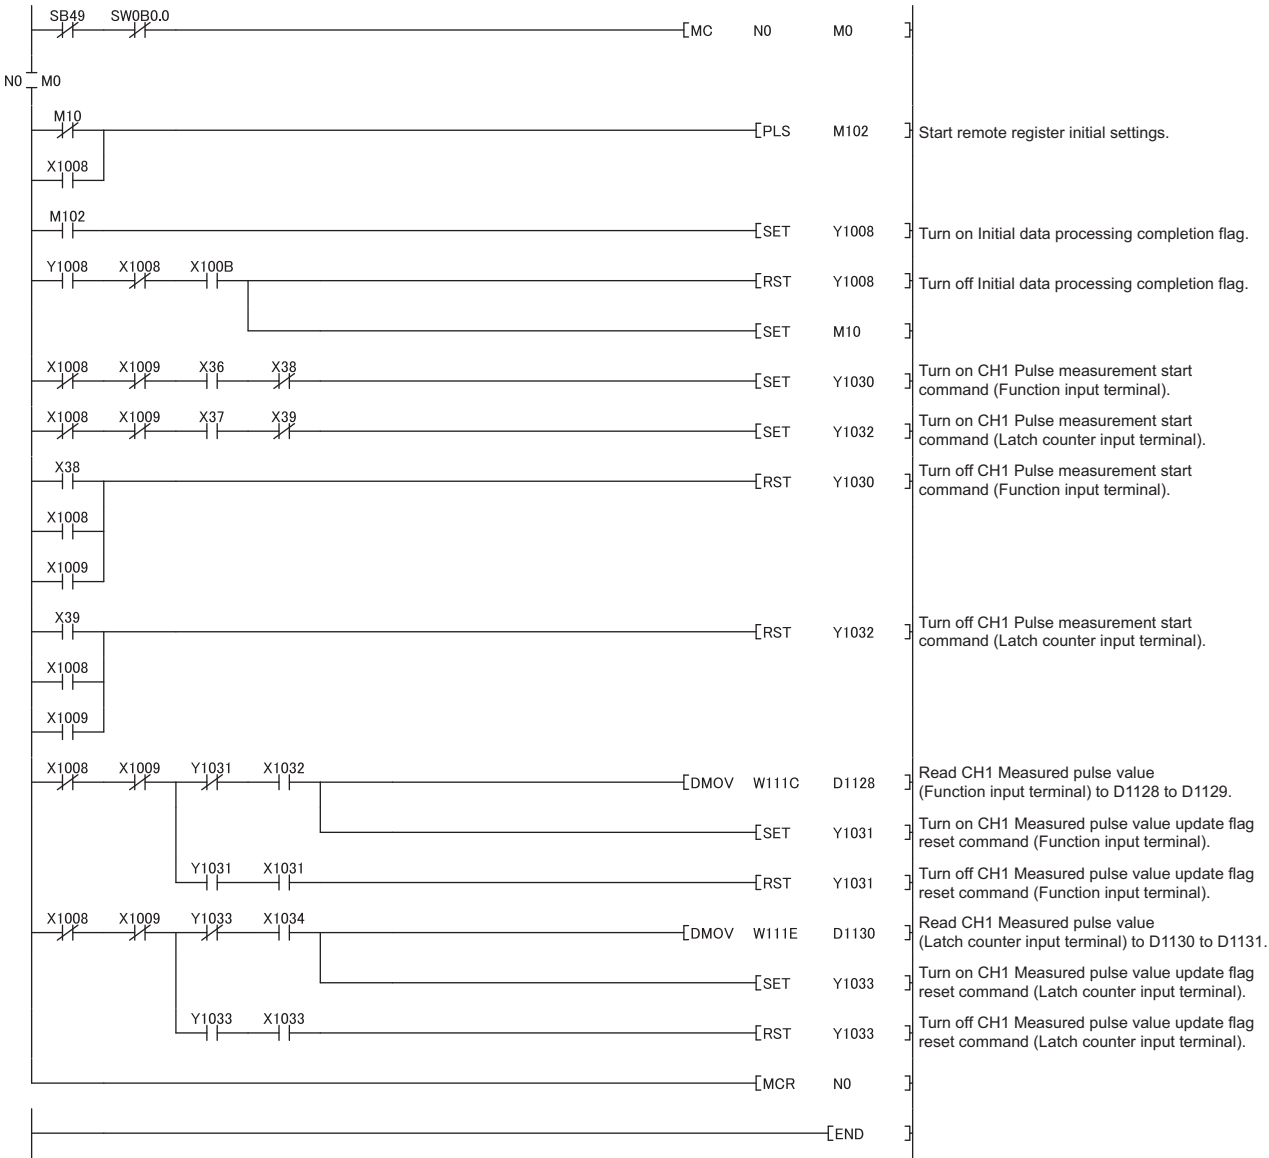 SB49 SW0B0.0
[MC N0 M0 ]
N0 M0
M10
[PLS M102 ] Start remote register initial settings.
X1008
M102
[SET Y1008 ] Turn on Initial data processing completion flag.
Y1008 X1008 X100B
[RST Y1008 ] Turn off Initial data processing completion flag.
[SET M10 ]
X1008 X1009 X36 X38
[SET Y1030 ] Turn on CH1 Pulse measurement start
command (Function input terminal).
X1008 X1009 X37 X39
[SET Y1032 ] Turn on CH1 Pulse measurement start
command (Latch counter input terminal).
X38
[RST Y1030 ] Turn off CH1 Pulse measurement start
command (Function input terminal).
X1008
X1009
X39
[RST Y1032 ] Turn off CH1 Pulse measurement start
command (Latch counter input terminal).
X1008
X1009
X1008 X1009 Y1031 X1032
[DMOV W111C D1128 ] Read CH1 Measured pulse value
(Function input terminal) to D1128 to D1129.
[SET Y1031 ] Turn on CH1 Measured pulse value update flag
reset command (Function input terminal).
Y1031 X1031
[RST Y1031 ] Turn off CH1 Measured pulse value update flag
reset command (Function input terminal).
X1008 X1009 Y1033 X1034
[DMOV W111E D1130 ] Read CH1 Measured pulse value
(Latch counter input terminal) to D1130 to D1131.
[SET Y1033 ] Turn on CH1 Measured pulse value update flag
reset command (Latch counter input terminal).
Y1033 X1033
[RST Y1033 ] Turn off CH1 Measured pulse value update flag
reset command (Latch counter input terminal).
[MCR N0 ]
[END ]